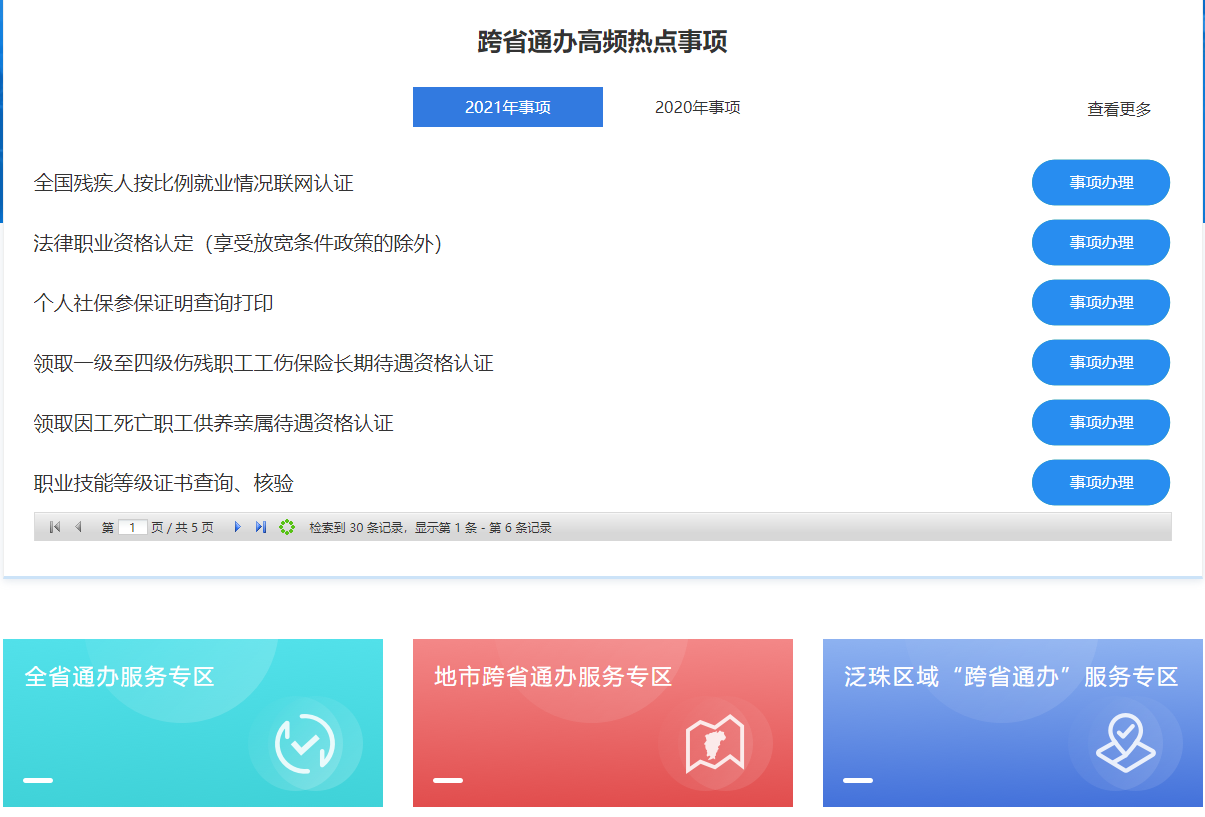 跨省通办高频热点事项
2021年事项 2020年事项 查看更多
全国残疾人按比例就业情况联网认证 事项办理
法律职业资格认定（享受放宽条件政策的除外） 事项办理
个人社保参保证明查询打印 事项办理
领取一级至四级伤残职工工伤保险长期待遇资格认证 事项办理
领取因工死亡职工供养亲属待遇资格认证 事项办理
职业技能等级证书查询、核验 事项办理
第 1 页 / 共 5 页 检索到 30 条记录，显示第 1 条 - 第 6 条记录
全省通办服务专区 地市跨省通办服务专区 泛珠区域“跨省通办”服务专区